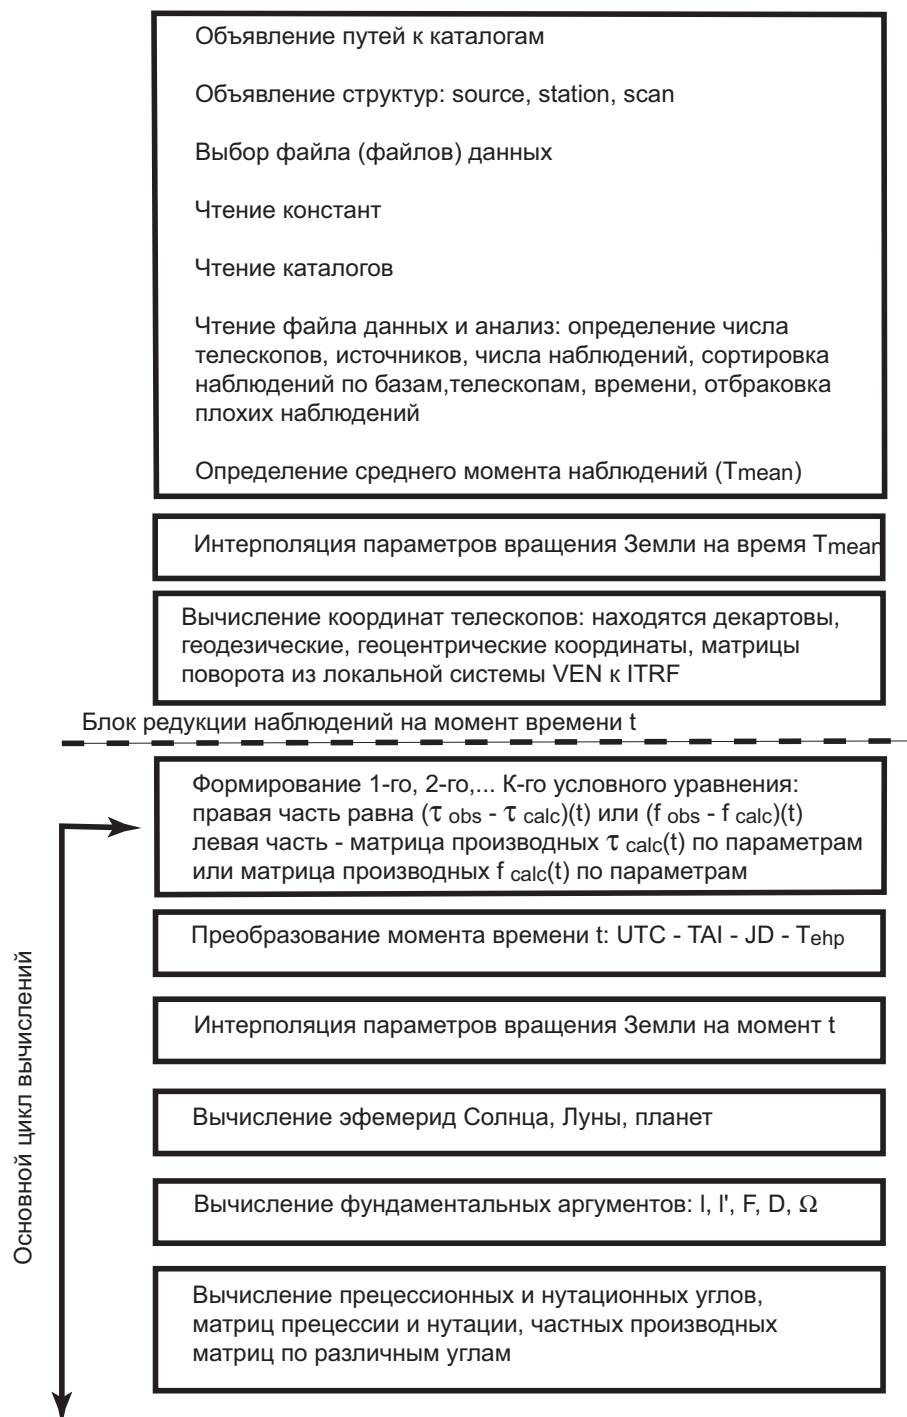 Объявление путей к каталогам
Объявление структур: source, station, scan
Выбор файла (файлов) данных
Чтение констант
Чтение каталогов
Чтение файла данных и анализ: определение числа
телескопов, источников, числа наблюдений, сортировка
наблюдений по базам,телескопам, времени, отбраковка
плохих наблюдений
Определение среднего момента наблюдений (Tmean)
Интерполяция параметров вращения Земли на время Tmean
Вычисление координат телескопов: находятся декартовы,
геодезические, геоцентрические координаты, матрицы
поворота из локальной системы VEN к ITRF
Блок редукции наблюдений на момент времени t
Формирование 1-го, 2-го,... К-го условного уравнения:
правая часть равна (τ obs - τ calc)(t) или (f obs - f calc)(t)
левая часть - матрица производных τ calc(t) по параметрам
или матрица производных f calc(t) по параметрам
Преобразование момента времени t: UTC - TAI - JD - Tehp
Интерполяция параметров вращения Земли на момент t
Вычисление эфемерид Солнца, Луны, планет
Вычисление фундаментальных аргументов: l, l', F, D, Ω
Вычисление прецессионных и нутационных углов,
матриц прецессии и нутации, частных производных
матриц по различным углам
Основной цикл вычислений